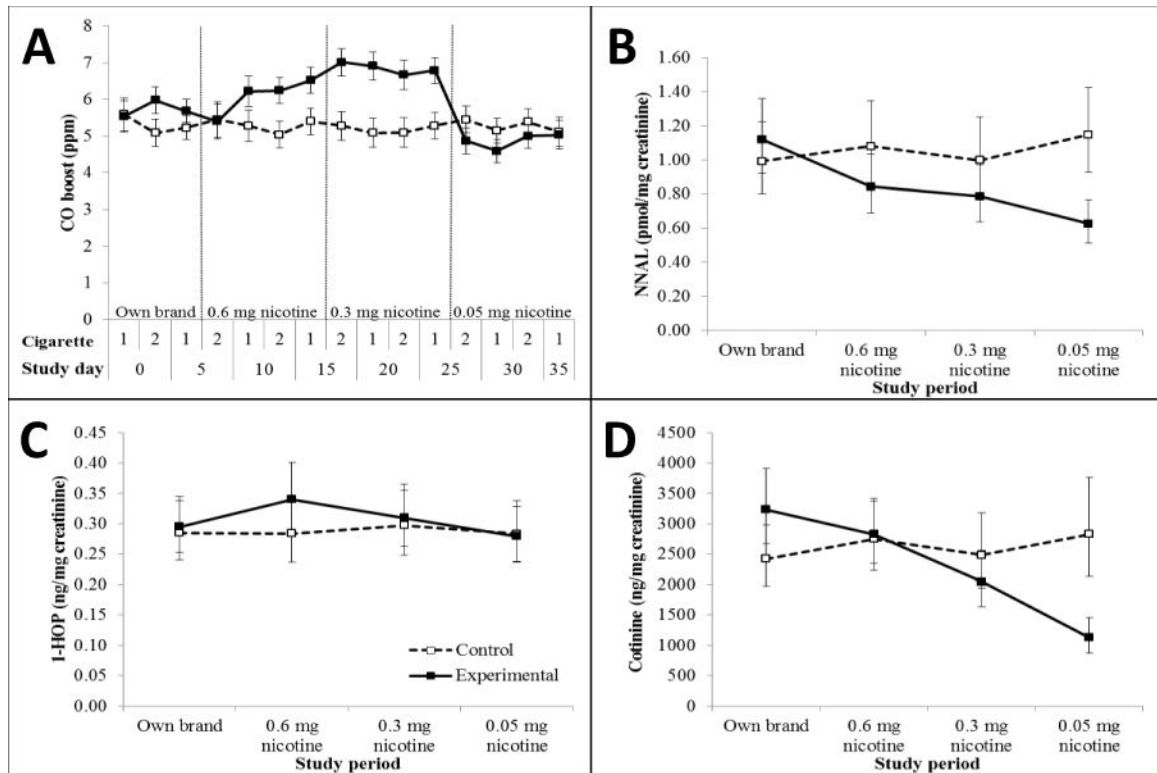 A
CO boost (ppm)
8
7
6
5
4
3
2
1
0
Own brand 0.6 mg nicotine 0.3 mg nicotine 0.05 mg nicotine
Cigarette 1 2 1 2 1 2 1 2 1 2 1 2 1 2 1
Study day 0 5 10 15 20 25 30 35
B
NNAL (pmol/mg creatinine)
1.60
1.40
1.20
1.00
0.80
0.60
0.40
0.20
0.00
Own brand 0.6 mg nicotine 0.3 mg nicotine 0.05 mg nicotine
Study period
C
1-HOP (ng/mg creatinine)
0.45
0.40
0.35
0.30
0.25
0.20
0.15
0.10
0.05
0.00
Control
Experimental
Own brand 0.6 mg nicotine 0.3 mg nicotine 0.05 mg nicotine
Study period
D
Cotinine (ng/mg creatinine)
4500
4000
3500
3000
2500
2000
1500
1000
500
0
Own brand 0.6 mg nicotine 0.3 mg nicotine 0.05 mg nicotine
Study period